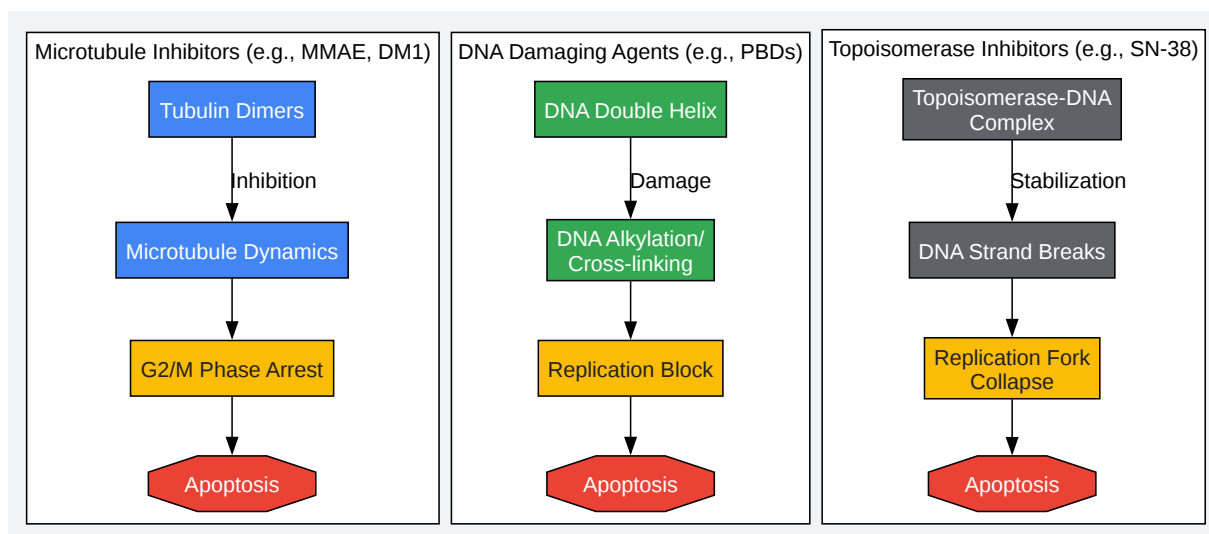 Microtubule Inhibitors (e.g., MMAE, DM1)
Tubulin Dimers
Inhibition
Microtubule Dynamics
G2/M Phase Arrest
Apoptosis
DNA Damaging Agents (e.g., PBDs)
DNA Double Helix
Damage
DNA Alkylation/
Cross-linking
Replication Block
Apoptosis
Topoisomerase Inhibitors (e.g., SN-38)
Topoisomerase-DNA
Complex
Stabilization
DNA Strand Breaks
Replication Fork
Collapse
Apoptosis